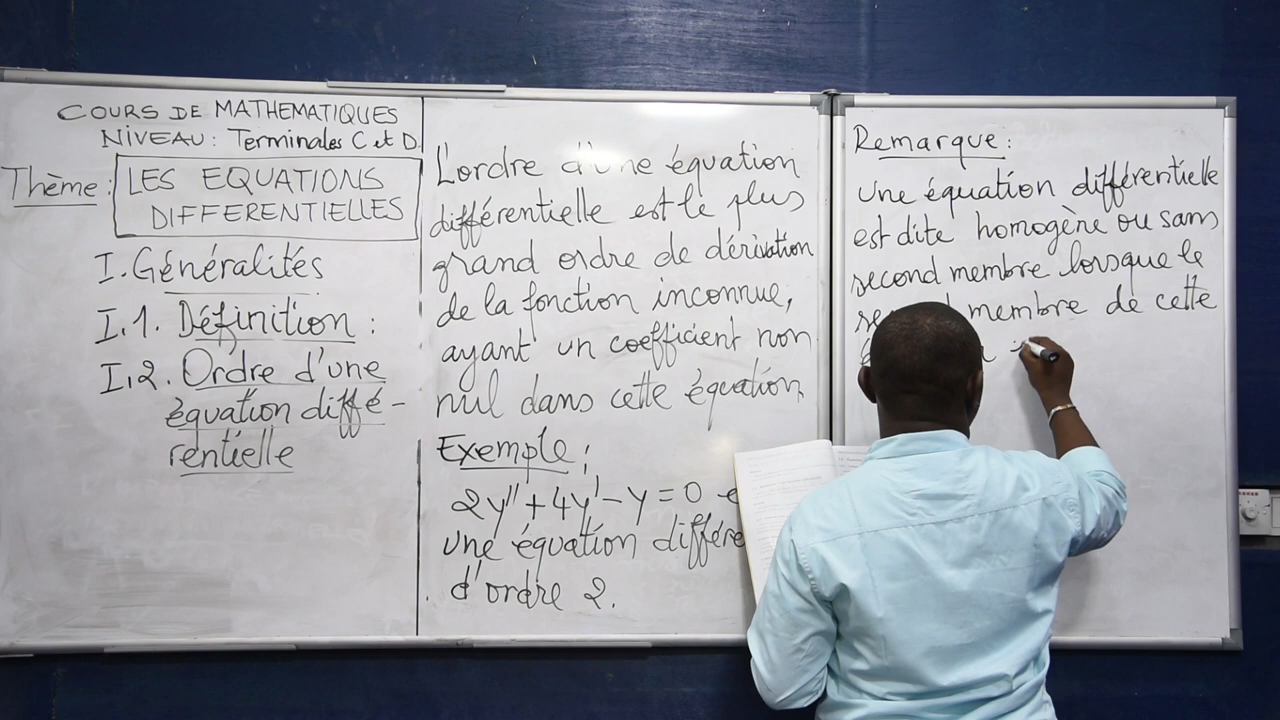 COURS DE MATHEMATIQUES
NIVEAU : Terminales C et D
Thème : LES EQUATIONS
DIFFERENTIELLES
I. Généralités
I.1. Définition :
I.2. Ordre d'une
équation diffé-
rentielle
L'ordre d'une équation
différentielle est le plus
grand ordre de dérivation
de la fonction inconnue,
ayant un coefficient non
nul dans cette équation,
Exemple :
2y'' + 4y' - y = 0
une équation différe
d'ordre 2.
Remarque :
Une équation différentielle
est dite homogène ou sans
second membre lorsque le
membre de cette